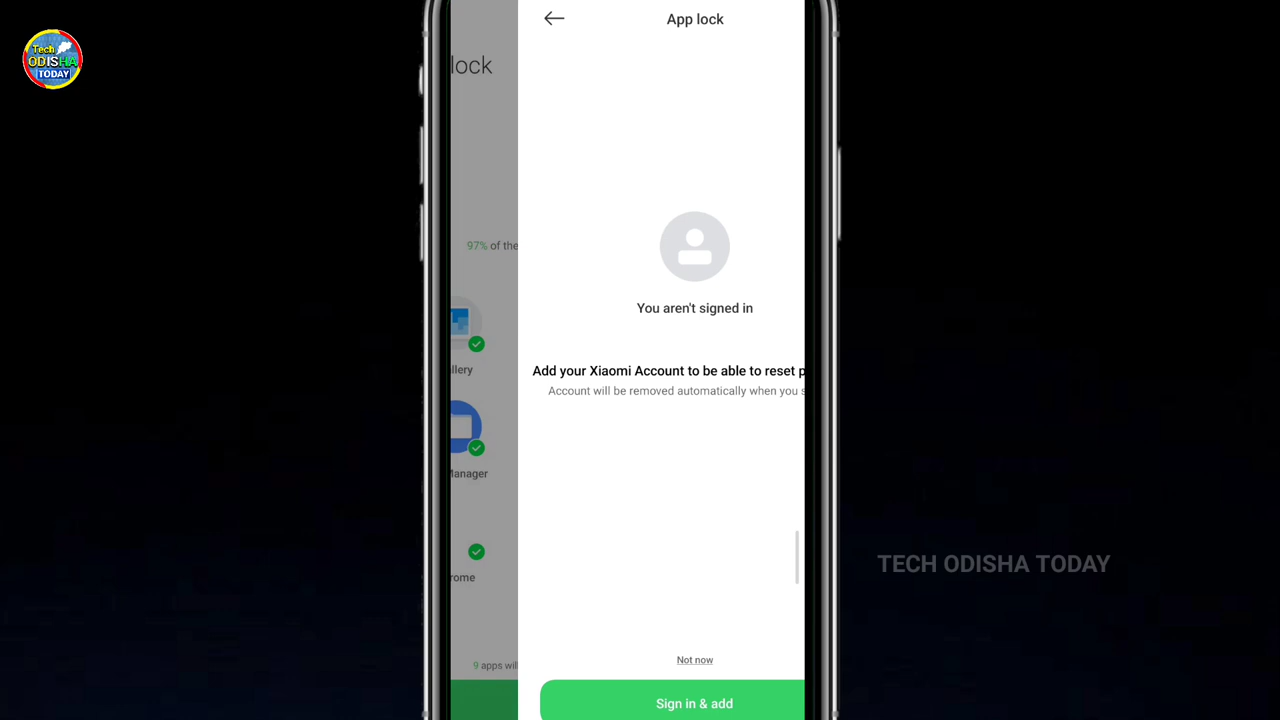 Tech
ODISHA
TODAY
App lock
lock
97% of the
You aren't signed in
Add your Xiaomi Account to be able to reset p
Account will be removed automatically when you s
llery
Manager
rome
TECH ODISHA TODAY
Not now
9 apps wil
Sign in & add